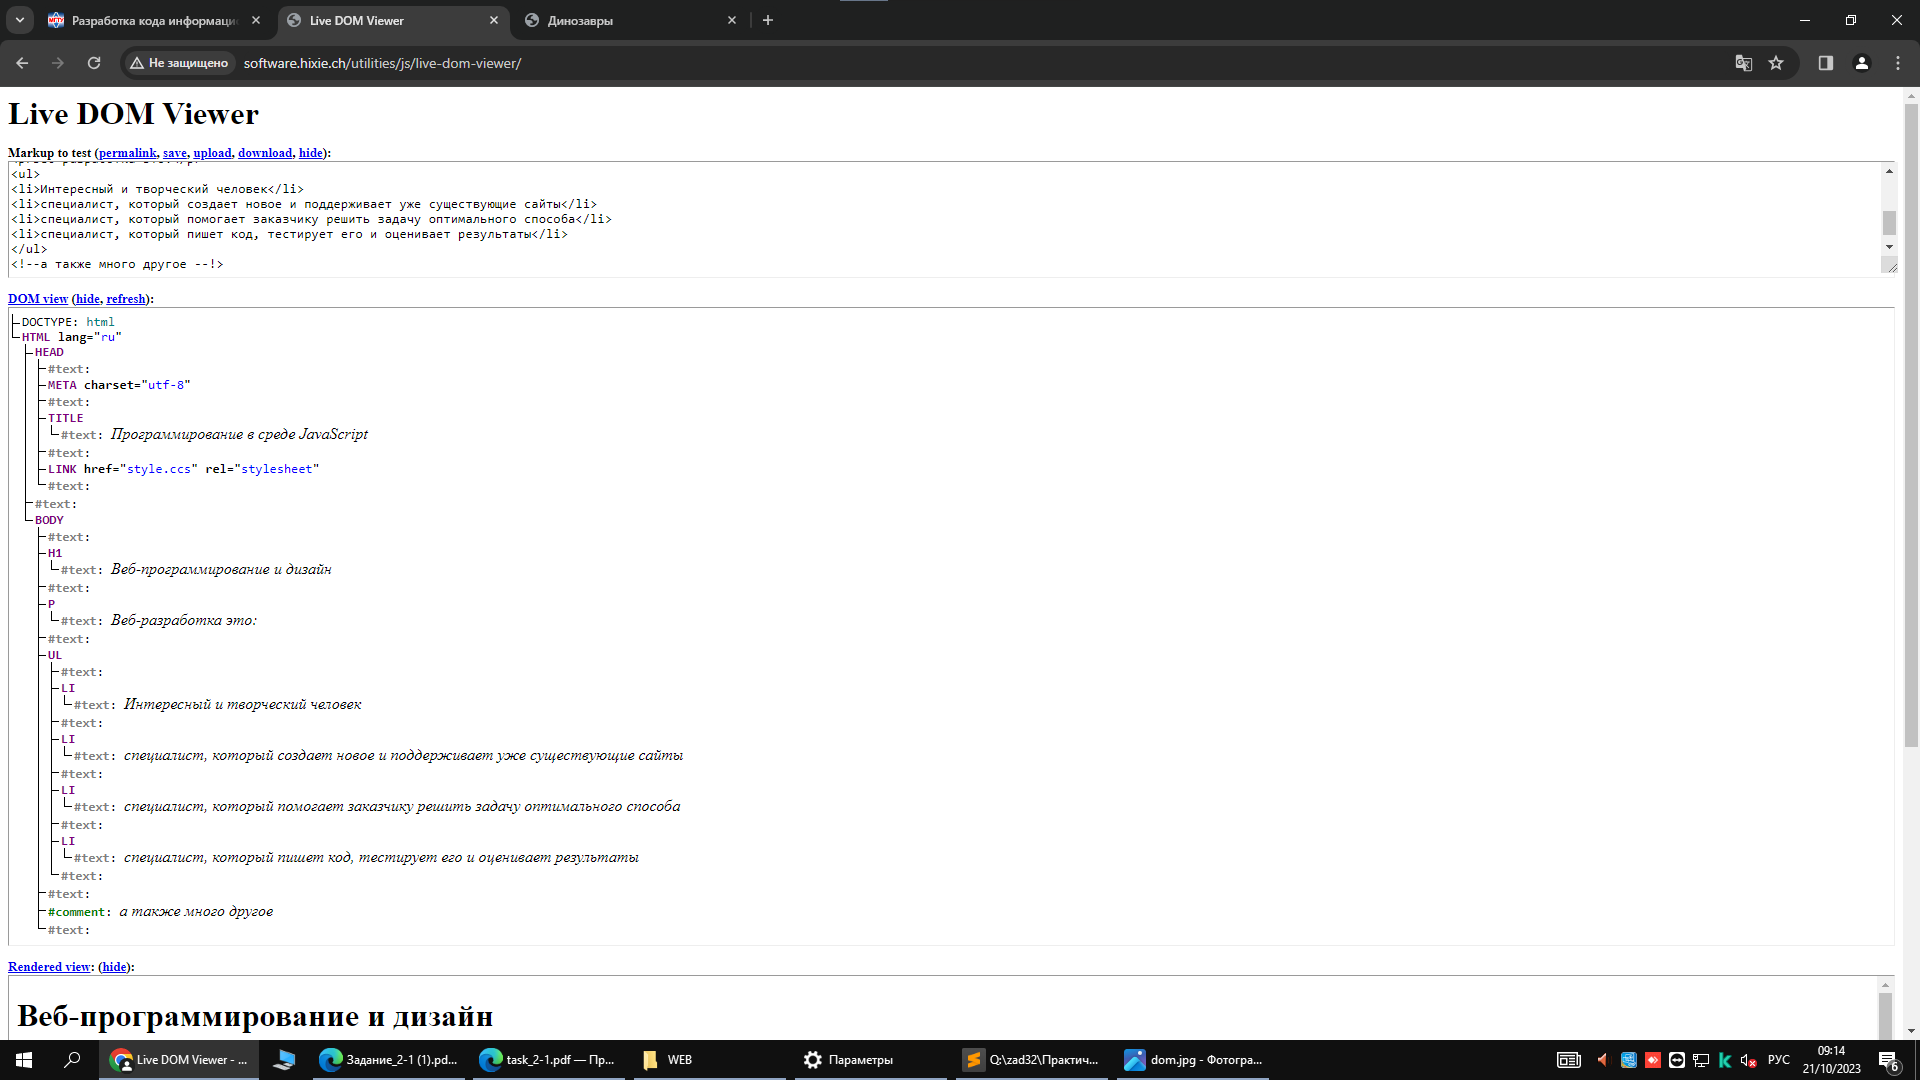 Разработка кода информацис
Live DOM Viewer
Динозавры
Не защищено
software.hixie.ch/utilities/js/live-dom-viewer/
Live DOM Viewer
Markup to test (permalink, save, upload, download, hide):
<ul>
<li>Интересный и творческий человек</li>
<li>специалист, который создает новое и поддерживает уже существующие сайты</li>
<li>специалист, который помогает заказчику решить задачу оптимального способа</li>
<li>специалист, который пишет код, тестирует его и оценивает результаты</li>
</ul>
<!--а также много другое --!>
DOM view (hide, refresh):
DOCTYPE: html
HTML lang="ru"
HEAD
#text:
META charset="utf-8"
#text:
TITLE
#text: Программирование в среде JavaScript
#text:
LINK href="style.ccs" rel="stylesheet"
#text:
#text:
BODY
#text:
H1
#text: Веб-программирование и дизайн
#text:
P
#text: Веб-разработка это:
#text:
UL
#text:
LI
#text: Интересный и творческий человек
#text:
LI
#text: специалист, который создает новое и поддерживает уже существующие сайты
#text:
LI
#text: специалист, который помогает заказчику решить задачу оптимального способа
#text:
LI
#text: специалист, который пишет код, тестирует его и оценивает результаты
#text:
#text:
#comment: а также много другое
#text:
Rendered view: (hide):
Веб-программирование и дизайн
Live DOM Viewer - ...
Задание_2-1 (1).pd...
task_2-1.pdf — Пр...
WEB
Параметры
Q:\zad32\Практич...
dom.jpg - Фотогра...
РУС
09:14
21/10/2023
6